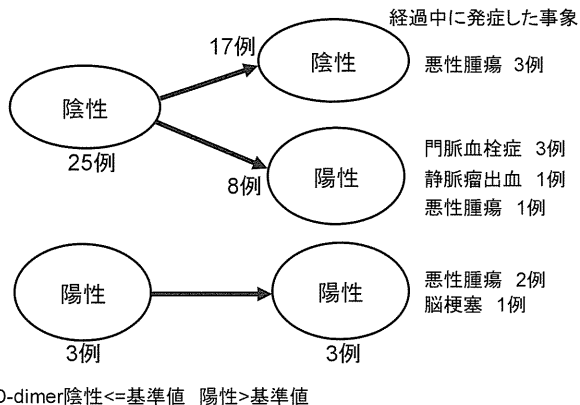 経過中に発症した事象
17例
陰性
悪性腫瘍 3例
陰性
25例
8例
陽性
門脈血栓症 3例
静脈瘤出血 1例
悪性腫瘍 1例
陽性
3例
陽性
3例
悪性腫瘍 2例
脳梗塞 1例
D-dimer陰性<=基準値 陽性>基準値